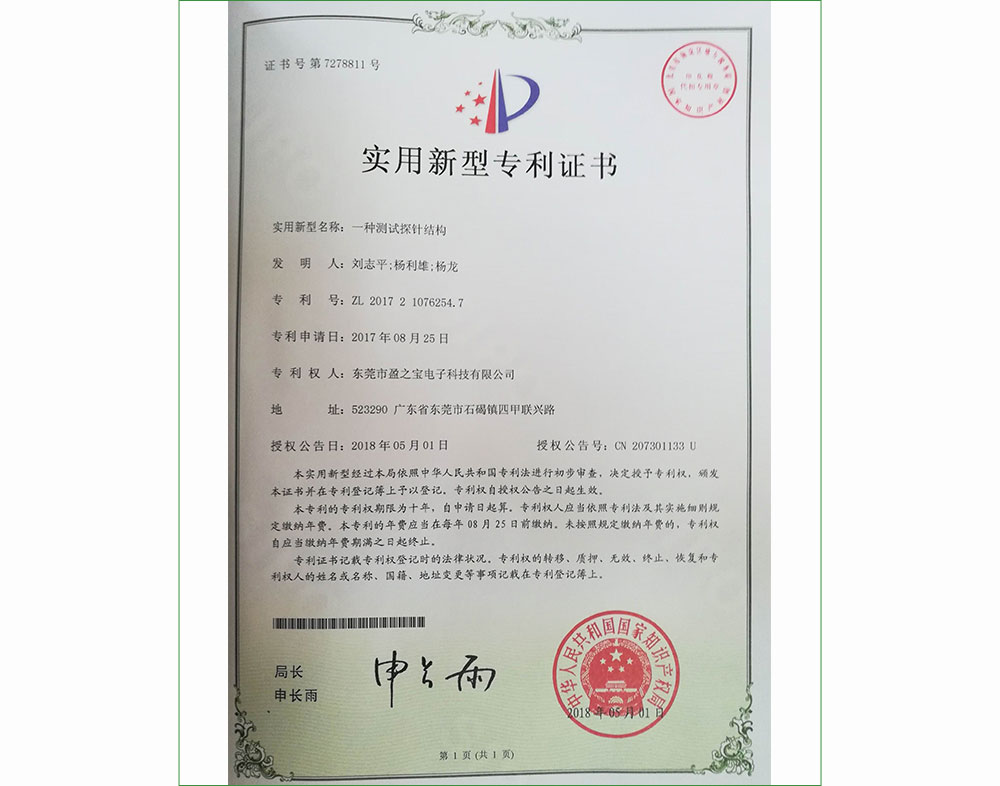 证书号第7278811号
实用新型专利证书
实用新型名称：一种测试探针结构
发明人：刘志平;杨利雄;杨龙
专利号：ZL 2017 2 1076254.7
专利申请日：2017年08月25日
专利权人：东莞市盈之宝电子科技有限公司
地址：523290 广东省东莞市石碣镇四甲联兴路
授权公告日：2018年05月01日 授权公告号：CN 207301133 U
本实用新型经过本局依照中华人民共和国专利法进行初步审查，决定授予专利权，颁发
本证书并在专利登记簿上予以登记。专利权自授权公告之日起生效。
本专利的专利权期限为十年，自申请日起算。专利权人应当依照专利法及其实施细则规
定缴纳年费。本专利的年费应当在每年08月25日前缴纳。未按照规定缴纳年费的，专利权
自应当缴纳年费期满之日起终止。
专利证书记载专利权登记时的法律状况。专利权的转移、质押、无效、终止、恢复和专
利权人的姓名或名称、国籍、地址变更等事项记载在专利登记簿上。
局长
申长雨
申长雨
中华人民共和国国家知识产权局
2018年05月01日
第 1 页 (共 1 页)